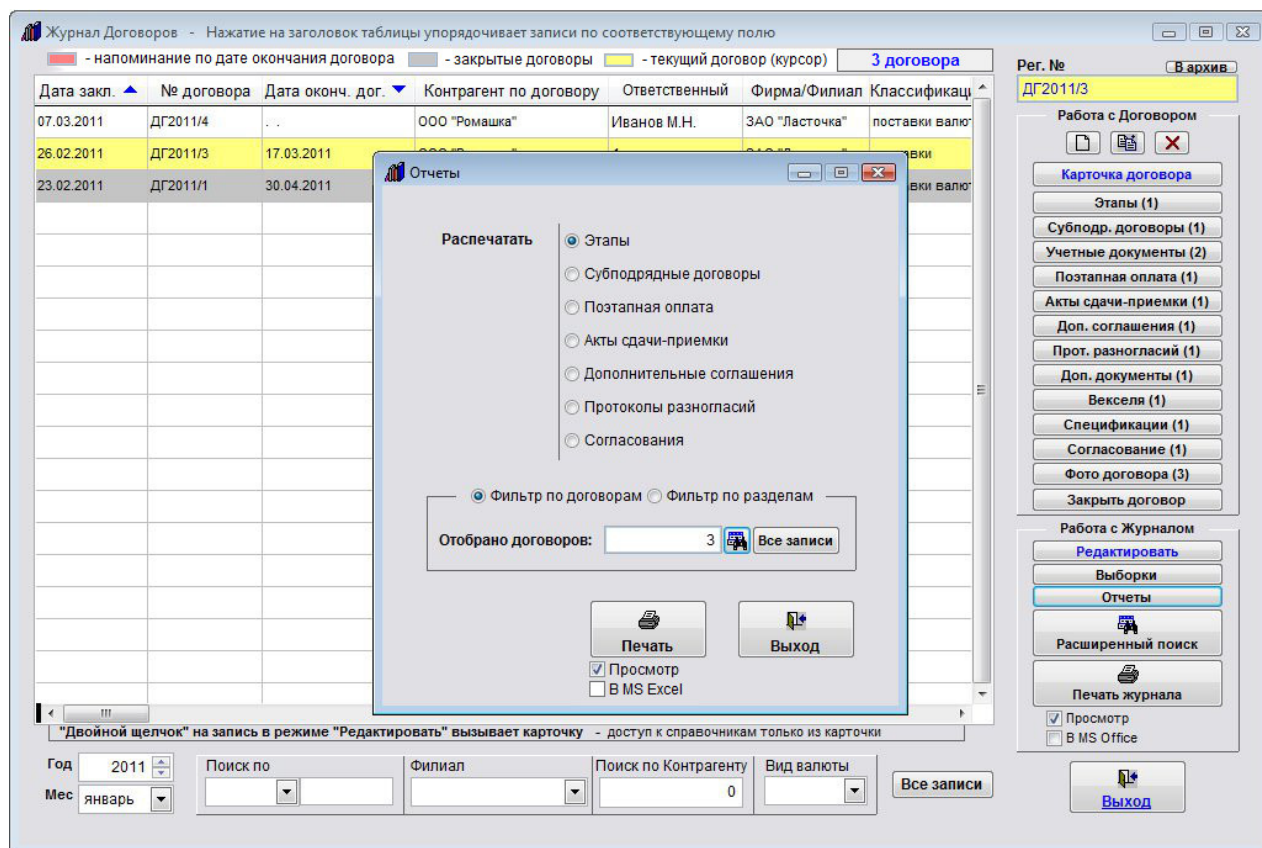 Журнал Договоров - Нажатие на заголовок таблицы упорядочивает записи по соответствующему полю
- напоминание по дате окончания договора - закрытые договоры - текущий договор (курсор) 3 договора
Дата закл. № договора Дата оконч. дог. Контрагент по договору Ответственный Фирма/Филиал Классификац
07.03.2011 ДГ2011/4 . . ООО "Ромашка" Иванов М.Н. ЗАО "Ласточка" поставки валю
26.02.2011 ДГ2011/3 17.03.2011
23.02.2011 ДГ2011/1 30.04.2011
Отчеты
Распечатать
Этапы
Субподрядные договоры
Поэтапная оплата
Акты сдачи-приемки
Дополнительные соглашения
Протоколы разногласий
Согласования
Фильтр по договорам Фильтр по разделам
Отобрано договоров: 3 Все записи
Печать Выход
Просмотр
В MS Excel
"Двойной щелчок" на запись в режиме "Редактировать" вызывает карточку - доступ к справочникам только из карточки
Год 2011 Поиск по Филиал Поиск по Контрагенту Вид валюты
Мес январь 0 Все записи
Рег. № В архив
ДГ2011/3
Работа с Договором
Карточка договора
Этапы (1)
Субподр. договоры (1)
Учетные документы (2)
Поэтапная оплата (1)
Акты сдачи-приемки (1)
Доп. соглашения (1)
Прот. разногласий (1)
Доп. документы (1)
Векселя (1)
Спецификации (1)
Согласование (1)
Фото договора (3)
Закрыть договор
Работа с Журналом
Редактировать
Выборки
Отчеты
Расширенный поиск
Печать журнала
Просмотр
В MS Office
Выход